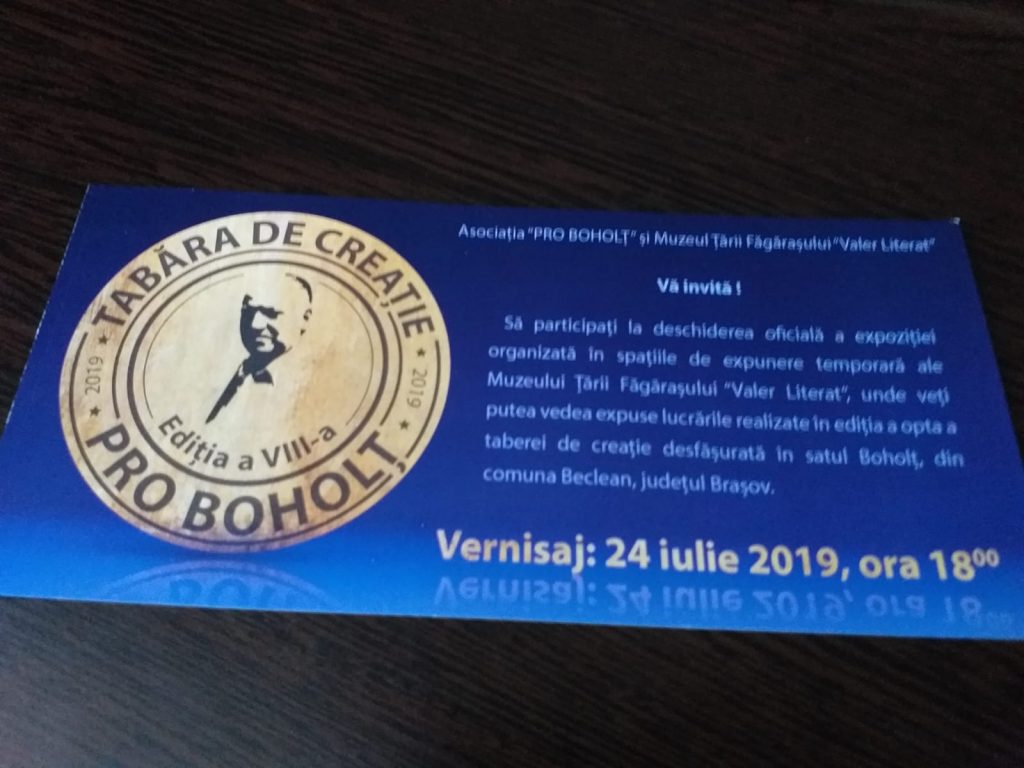 TABĂRA DE CREAȚIE
2019
2019
Ediția a VIII-a
PRO BOHOLȚ
Asociația "PRO BOHOLȚ" și Muzeul Țării Făgărașului "Valer Literat"
Vă invită !
Să participați la deschiderea oficială a expoziției
organizată în spațiile de expunere temporară ale
Muzeului Țării Făgărașului "Valer Literat", unde veți
putea vedea expuse lucrările realizate în ediția a opta a
taberei de creație desfășurată în satul Boholț, din
comuna Beclean, județul Brașov.
Vernisaj: 24 iulie 2019, ora 18⁰⁰